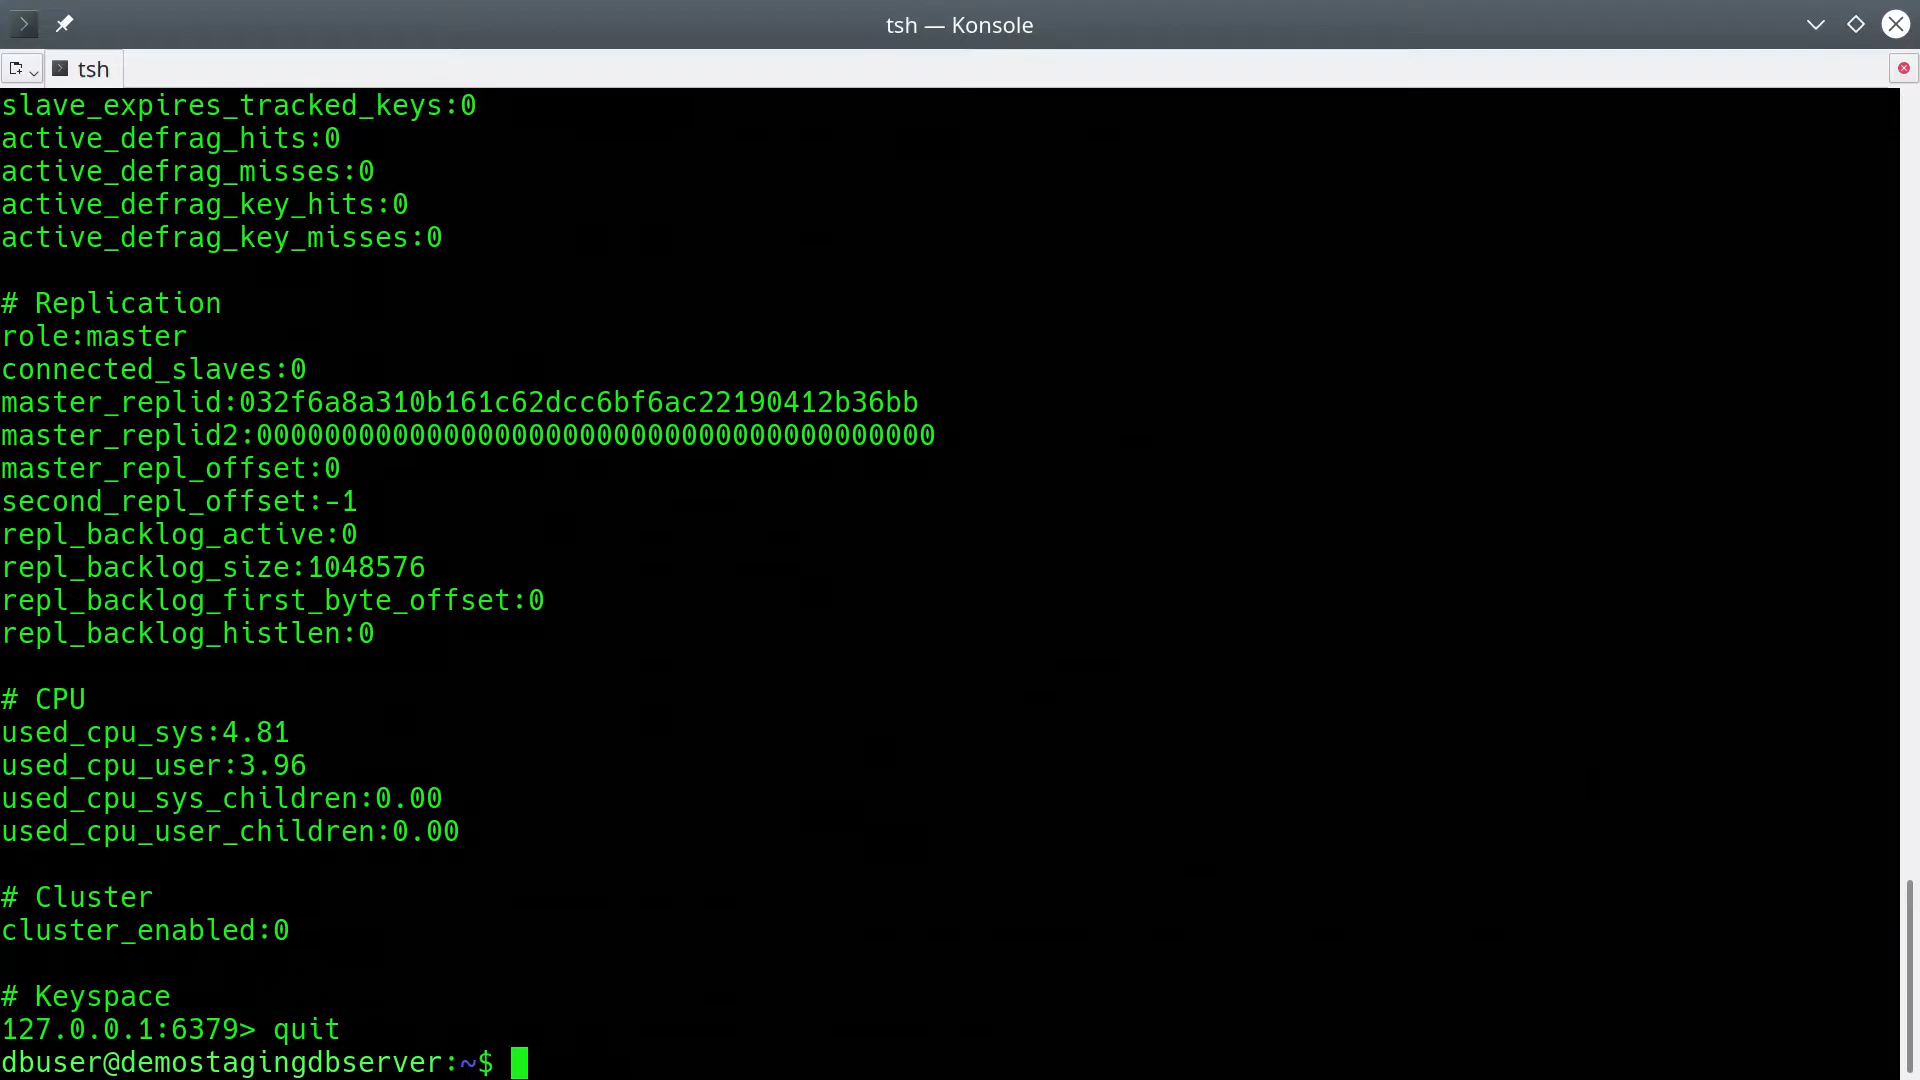 tsh — Konsole
tsh
slave_expires_tracked_keys:0
active_defrag_hits:0
active_defrag_misses:0
active_defrag_key_hits:0
active_defrag_key_misses:0
# Replication
role:master
connected_slaves:0
master_replid:032f6a8a310b161c62dcc6bf6ac22190412b36bb
master_replid2:0000000000000000000000000000000000000000
master_repl_offset:0
second_repl_offset:-1
repl_backlog_active:0
repl_backlog_size:1048576
repl_backlog_first_byte_offset:0
repl_backlog_histlen:0
# CPU
used_cpu_sys:4.81
used_cpu_user:3.96
used_cpu_sys_children:0.00
used_cpu_user_children:0.00
# Cluster
cluster_enabled:0
# Keyspace
127.0.0.1:6379> quit
dbuser@demostagingdbserver:~$